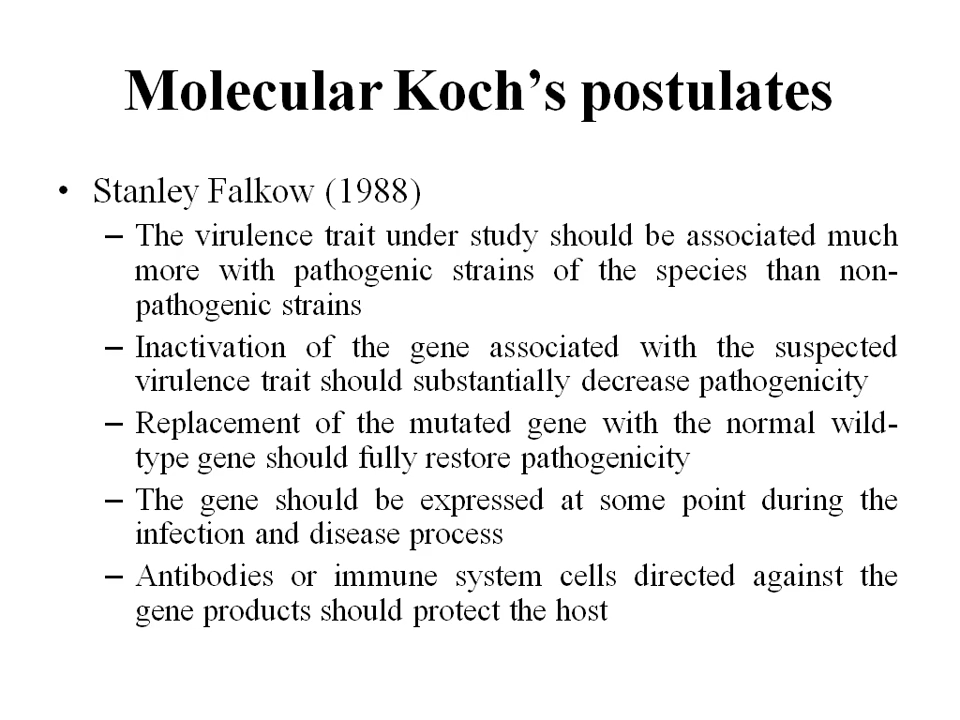 Molecular Koch's postulates
• Stanley Falkow (1988)
– The virulence trait under study should be associated much
more with pathogenic strains of the species than non-
pathogenic strains
– Inactivation of the gene associated with the suspected
virulence trait should substantially decrease pathogenicity
– Replacement of the mutated gene with the normal wild-
type gene should fully restore pathogenicity
– The gene should be expressed at some point during the
infection and disease process
– Antibodies or immune system cells directed against the
gene products should protect the host